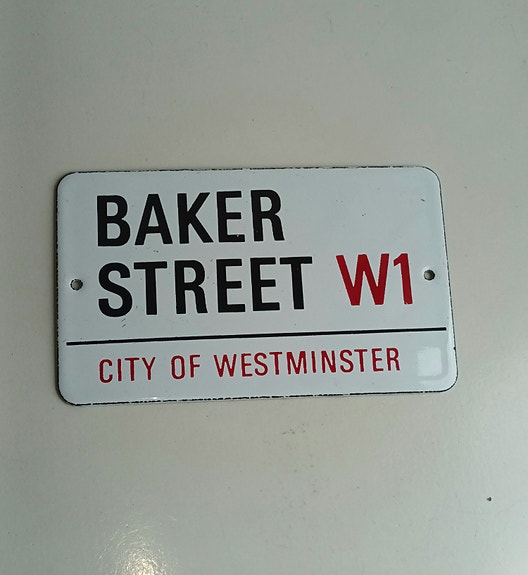 BAKER
STREET W1
CITY OF WESTMINSTER